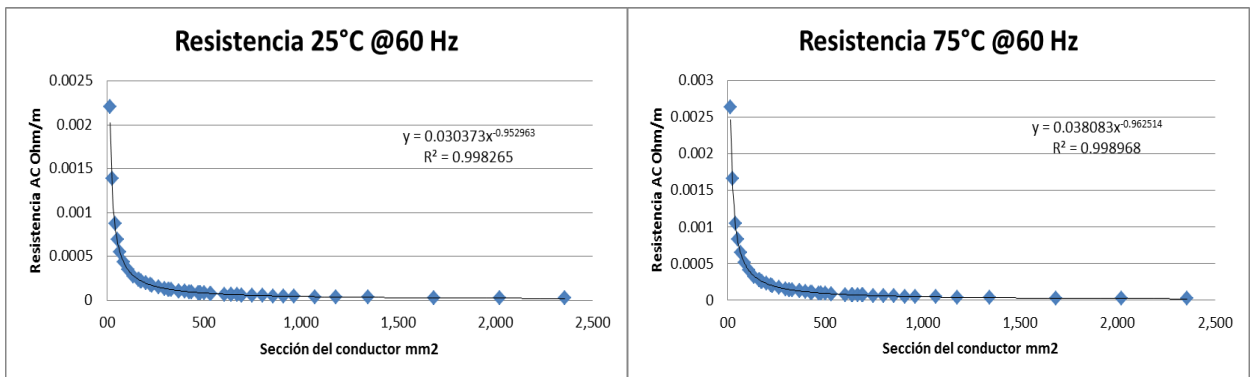 Resistencia 25°C @60 Hz
0.0025
0.002
0.0015
0.001
0.0005
0
Resistencia AC Ohm/m
y = 0.030373x^-0.952963
R² = 0.998265
00 500 1,000 1,500 2,000 2,500
Sección del conductor mm2
Resistencia 75°C @60 Hz
0.003
0.0025
0.002
0.0015
0.001
0.0005
0
Resistencia AC Ohm/m
y = 0.038083x^-0.962514
R² = 0.998968
00 500 1,000 1,500 2,000 2,500
Sección del conductor mm2